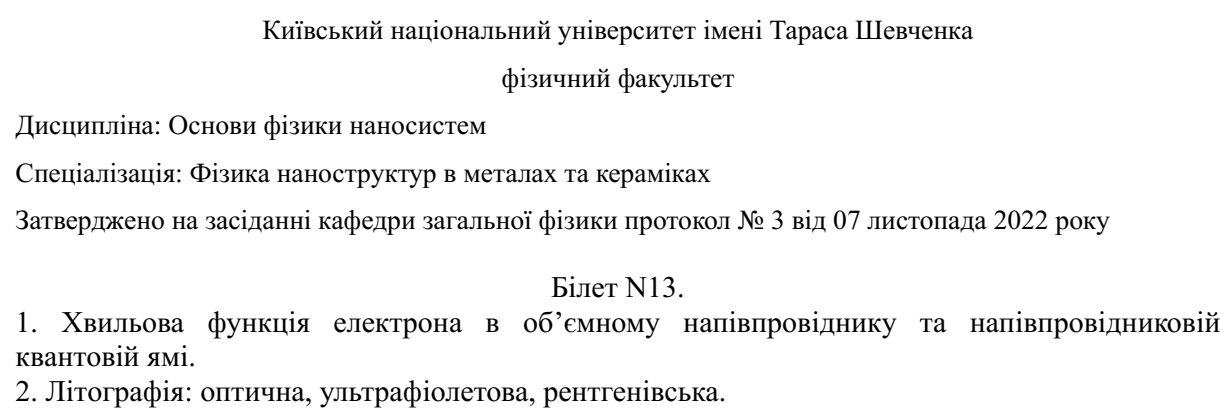 Київський національний університет імені Тараса Шевченка
фізичний факультет
Дисципліна: Основи фізики наносистем
Спеціалізація: Фізика наноструктур в металах та кераміках
Затверджено на засіданні кафедри загальної фізики протокол № 3 від 07 листопада 2022 року
Білет N13.
1. Хвильова функція електрона в об’ємному напівпровіднику та напівпровідниковій
квантовій ямі.
2. Літографія: оптична, ультрафіолетова, рентгенівська.